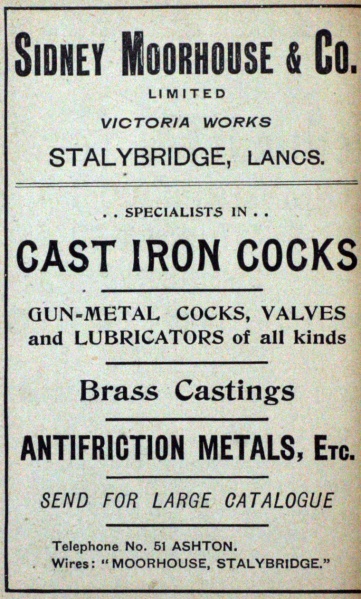 SIDNEY MOORHOUSE & CO.
LIMITED
VICTORIA WORKS
STALYBRIDGE, LANCS.
. . SPECIALISTS IN . .
CAST IRON COCKS
GUN-METAL COCKS, VALVES
and LUBRICATORS of all kinds
Brass Castings
ANTIFRICTION METALS, ETC.
SEND FOR LARGE CATALOGUE
Telephone No. 51 ASHTON.
Wires: "MOORHOUSE, STALYBRIDGE."